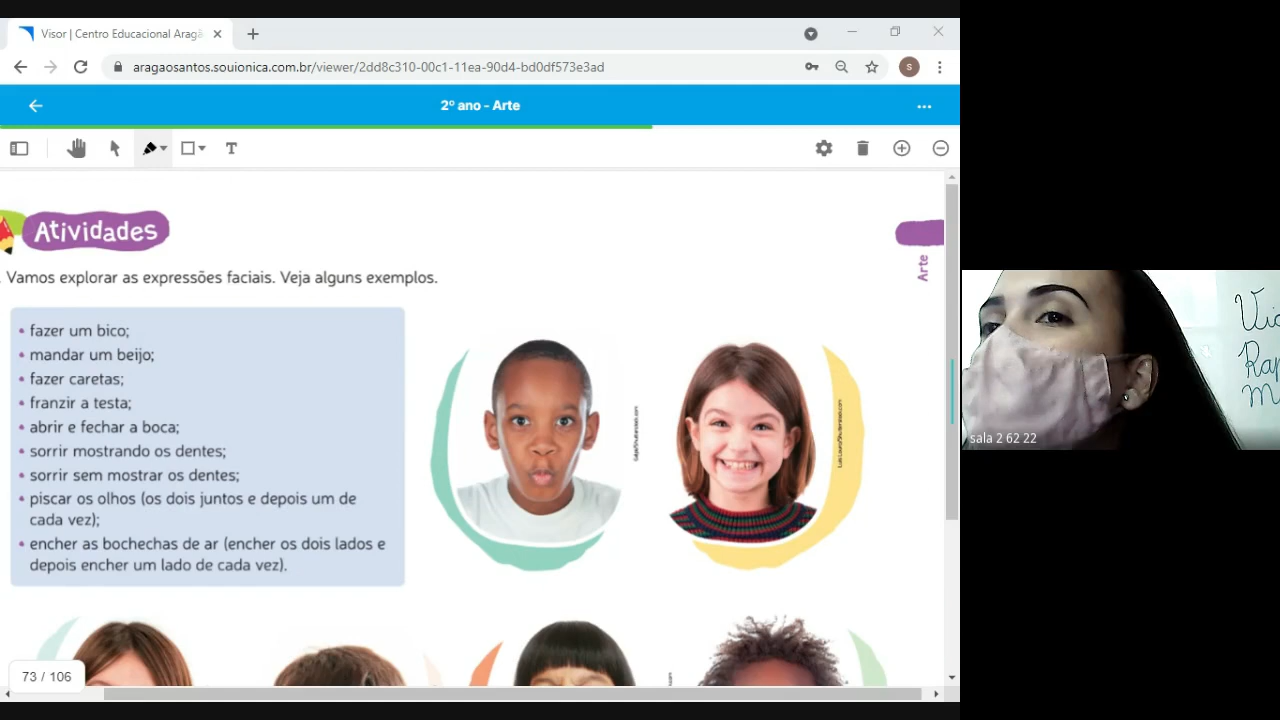 Visor | Centro Educacional Aragã
aragaosantos.souionica.com.br/viewer/2dd8c310-00c1-11ea-90d4-bd0df573e3ad
s
2º ano - Arte
T
Atividades
Arte
. Vamos explorar as expressões faciais. Veja alguns exemplos.
• fazer um bico;
• mandar um beijo;
• fazer caretas;
• franzir a testa;
• abrir e fechar a boca;
• sorrir mostrando os dentes;
• sorrir sem mostrar os dentes;
• piscar os olhos (os dois juntos e depois um de
cada vez);
• encher as bochechas de ar (encher os dois lados e
depois encher um lado de cada vez).
73 / 106
sala 2 62 22